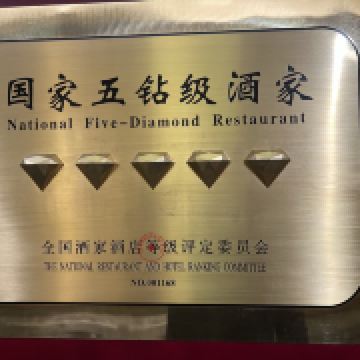 国家五钻级酒家
National Five-Diamond Restaurant
全国酒家酒店等级评定委员会
THE NATIONAL RESTAURANT AND HOTEL RANKING COMMITTEE